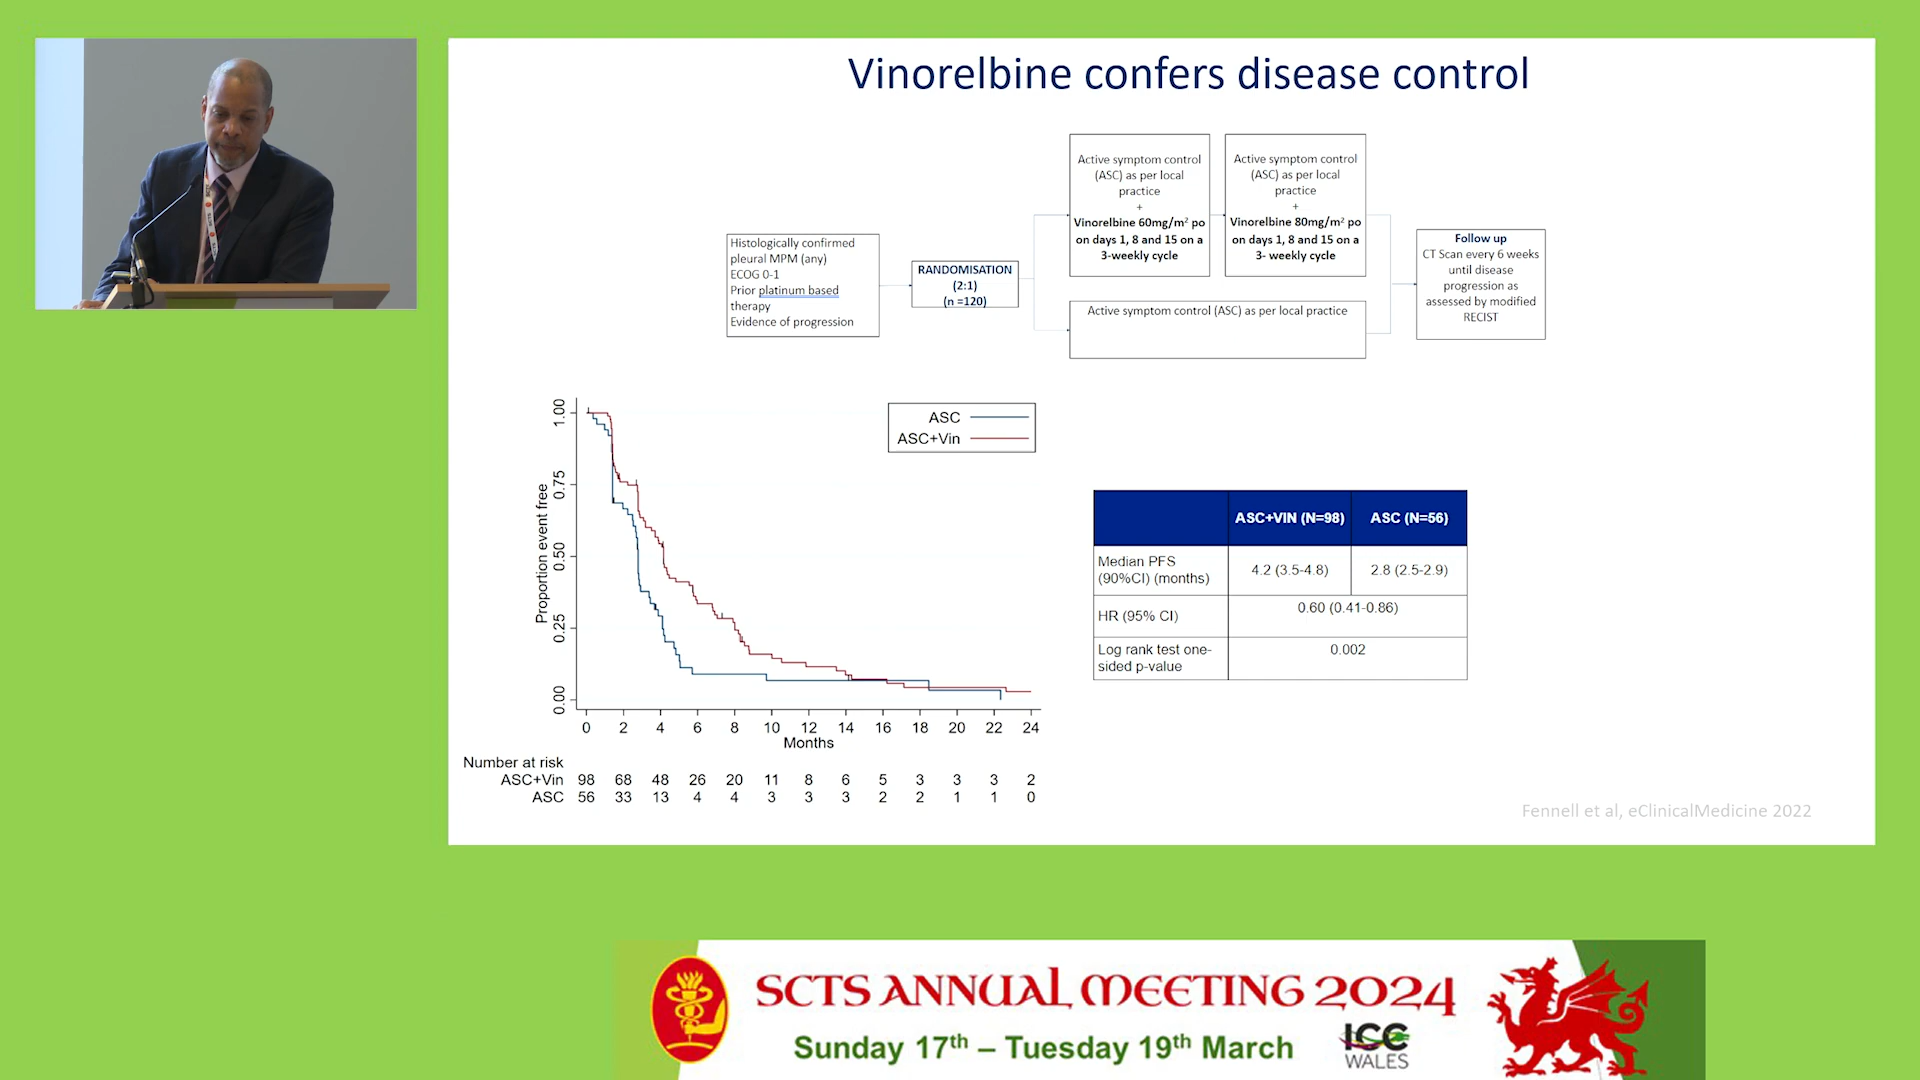 Vinorelbine confers disease control
Histologically confirmed
pleural MPM (any)
ECOG 0-1
Prior platinum based
therapy
Evidence of progression
RANDOMISATION
(2:1)
(n =120)
Active symptom control
(ASC) as per local
practice
+
Vinorelbine 60mg/m² po
on days 1, 8 and 15 on a
3-weekly cycle
Active symptom control
(ASC) as per local
practice
+
Vinorelbine 80mg/m² po
on days 1, 8 and 15 on a
3- weekly cycle
Active symptom control (ASC) as per local practice
Follow up
CT Scan every 6 weeks
until disease
progression as
assessed by modified
RECIST
ASC
ASC+Vin
Proportion event free
1.00
0.75
0.50
0.25
0.00
0 2 4 6 8 10 12 14 16 18 20 22 24
Months
Number at risk
ASC+Vin 98 68 48 26 20 11 8 6 5 3 3 3 2
ASC 56 33 13 4 4 3 3 3 2 2 1 1 0
ASC+VIN (N=98) ASC (N=56)
Median PFS
(90%CI) (months) 4.2 (3.5-4.8) 2.8 (2.5-2.9)
HR (95% CI) 0.60 (0.41-0.86)
Log rank test one-
sided p-value 0.002
Fennell et al, eClinicalMedicine 2022
SCTS ANNUAL MEETING 2024
Sunday 17th – Tuesday 19th March
ICC
WALES